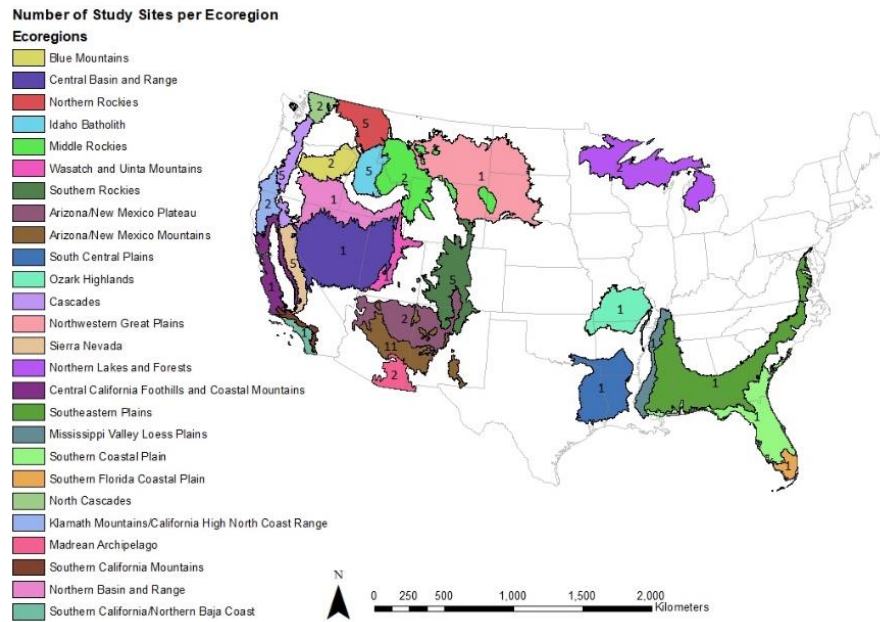 Number of Study Sites per Ecoregion
Ecoregions
Blue Mountains
Central Basin and Range
Northern Rockies
Idaho Batholith
Middle Rockies
Wasatch and Uinta Mountains
Southern Rockies
Arizona/New Mexico Plateau
Arizona/New Mexico Mountains
South Central Plains
Ozark Highlands
Cascades
Northwestern Great Plains
Sierra Nevada
Northern Lakes and Forests
Central California Foothills and Coastal Mountains
Southeastern Plains
Mississippi Valley Loess Plains
Southern Coastal Plain
Southern Florida Coastal Plain
North Cascades
Klamath Mountains/California High North Coast Range
Madrean Archipelago
Southern California Mountains
Northern Basin and Range
Southern California/Northern Baja Coast
2
5
2
2
5
5
2
1
2
1
1
5
1
5
1
2
11
2
1
1
1
1
N
0 250 500 1,000 1,500 2,000
Kilometers